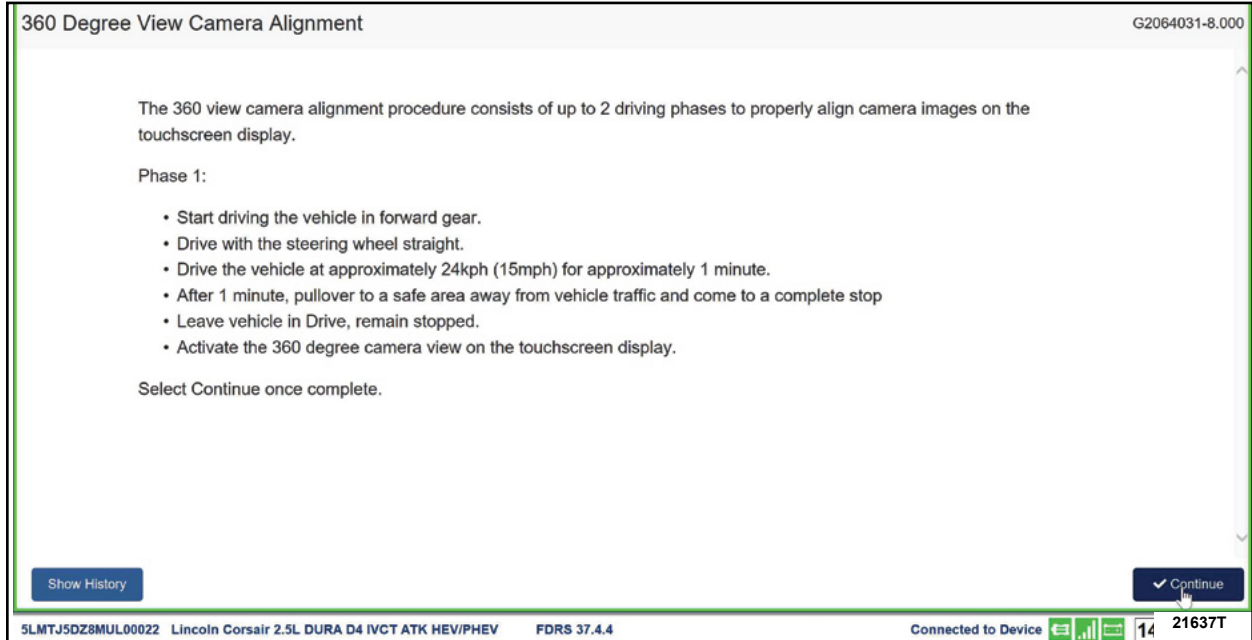 360 Degree View Camera Alignment
G2064031-8.000
The 360 view camera alignment procedure consists of up to 2 driving phases to properly align camera images on the
touchscreen display.
Phase 1:
• Start driving the vehicle in forward gear.
• Drive with the steering wheel straight.
• Drive the vehicle at approximately 24kph (15mph) for approximately 1 minute.
• After 1 minute, pullover to a safe area away from vehicle traffic and come to a complete stop
• Leave vehicle in Drive, remain stopped.
• Activate the 360 degree camera view on the touchscreen display.
Select Continue once complete.
Show History
✓ Continue
5LMTJ5DZ8MUL00022 Lincoln Corsair 2.5L DURA D4 IVCT ATK HEV/PHEV FDRS 37.4.4 Connected to Device 14
21637T